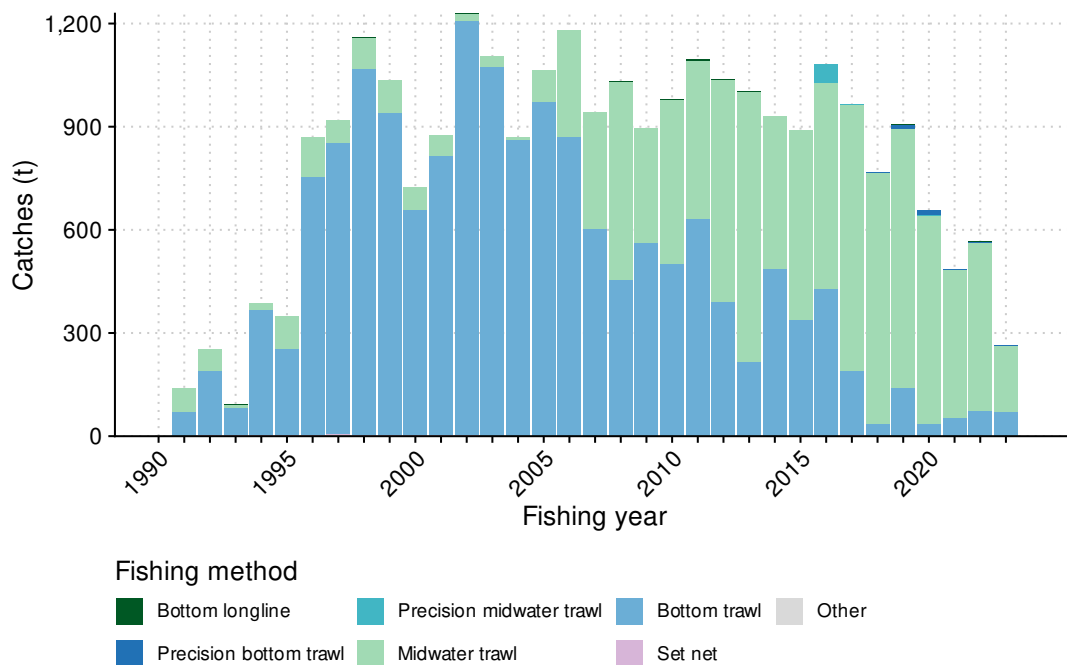 1,200
900
600
300
0
Catches (t)
1990
1995
2000
2005
2010
2015
2020
Fishing year
Fishing method
Bottom longline
Precision midwater trawl
Bottom trawl
Other
Precision bottom trawl
Midwater trawl
Set net